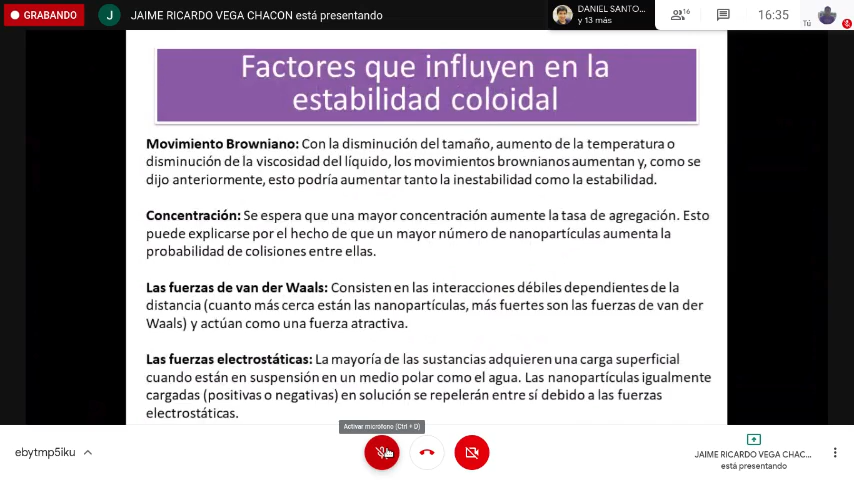 GRABANDO
J
JAIME RICARDO VEGA CHACON está presentando
DANIEL SANTO...
y 13 más
16
16:35
Tú
Factores que influyen en la
estabilidad coloidal
Movimiento Browniano: Con la disminución del tamaño, aumento de la temperatura o
disminución de la viscosidad del líquido, los movimientos brownianos aumentan y, como se
dijo anteriormente, esto podría aumentar tanto la inestabilidad como la estabilidad.
Concentración: Se espera que una mayor concentración aumente la tasa de agregación. Esto
puede explicarse por el hecho de que un mayor número de nanopartículas aumenta la
probabilidad de colisiones entre ellas.
Las fuerzas de van der Waals: Consisten en las interacciones débiles dependientes de la
distancia (cuanto más cerca están las nanopartículas, más fuertes son las fuerzas de van der
Waals) y actúan como una fuerza atractiva.
Las fuerzas electrostáticas: La mayoría de las sustancias adquieren una carga superficial
cuando están en suspensión en un medio polar como el agua. Las nanopartículas igualmente
cargadas (positivas o negativas) en solución se repelerán entre sí debido a las fuerzas
electrostáticas.
Activar micrófono (Ctrl + D)
ebytmp5iku
JAIME RICARDO VEGA CHAC...
está presentando